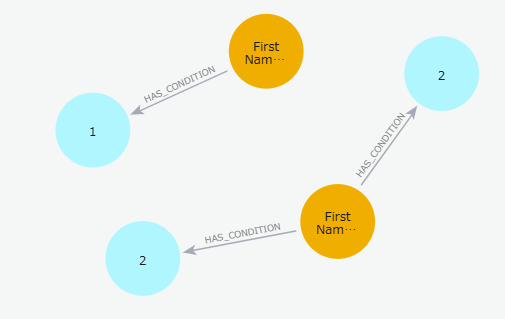 First
Nam…
HAS_CONDITION
2
1
HAS_CONDITION
First
Nam…
HAS_CONDITION
2